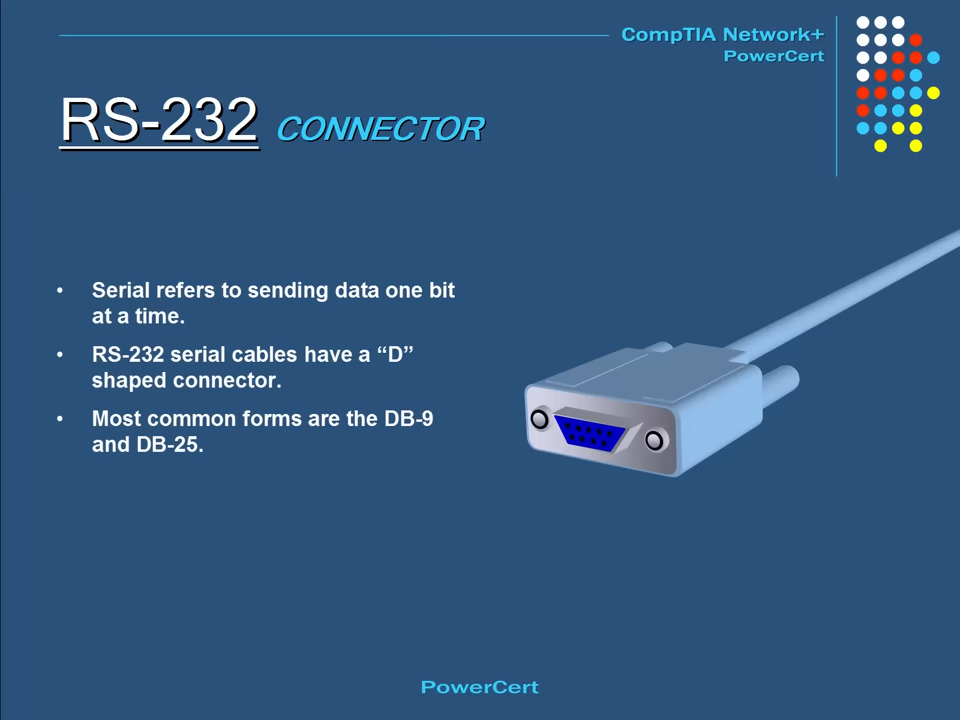 CompTIA Network+
PowerCert
RS-232 CONNECTOR
• Serial refers to sending data one bit
at a time.
• RS-232 serial cables have a “D”
shaped connector.
• Most common forms are the DB-9
and DB-25.
PowerCert